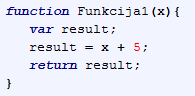 function Funkcija1(x){
   var result;
   result = x + 5;
   return result;
}